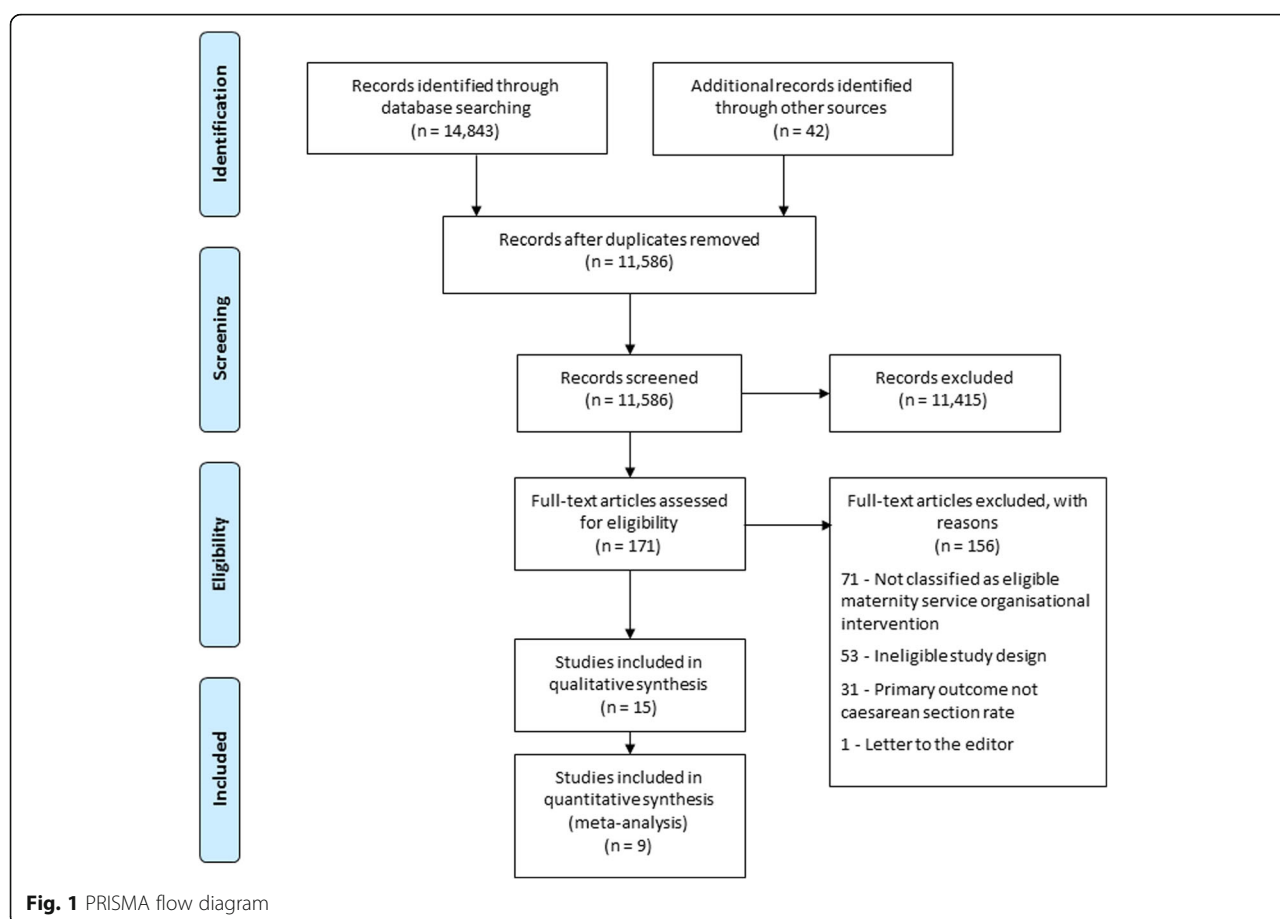 Identification
Records identified through
database searching
(n = 14,843)
Additional records identified
through other sources
(n = 42)
Records after duplicates removed
(n = 11,586)
Screening
Records screened
(n = 11,586)
Records excluded
(n = 11,415)
Eligibility
Full-text articles assessed
for eligibility
(n = 171)
Full-text articles excluded, with
reasons
(n = 156)
71 - Not classified as eligible
maternity service organisational
intervention
53 - Ineligible study design
31 - Primary outcome not
caesarean section rate
1 - Letter to the editor
Included
Studies included in
qualitative synthesis
(n = 15)
Studies included in
quantitative synthesis
(meta-analysis)
(n = 9)
Fig. 1 PRISMA flow diagram